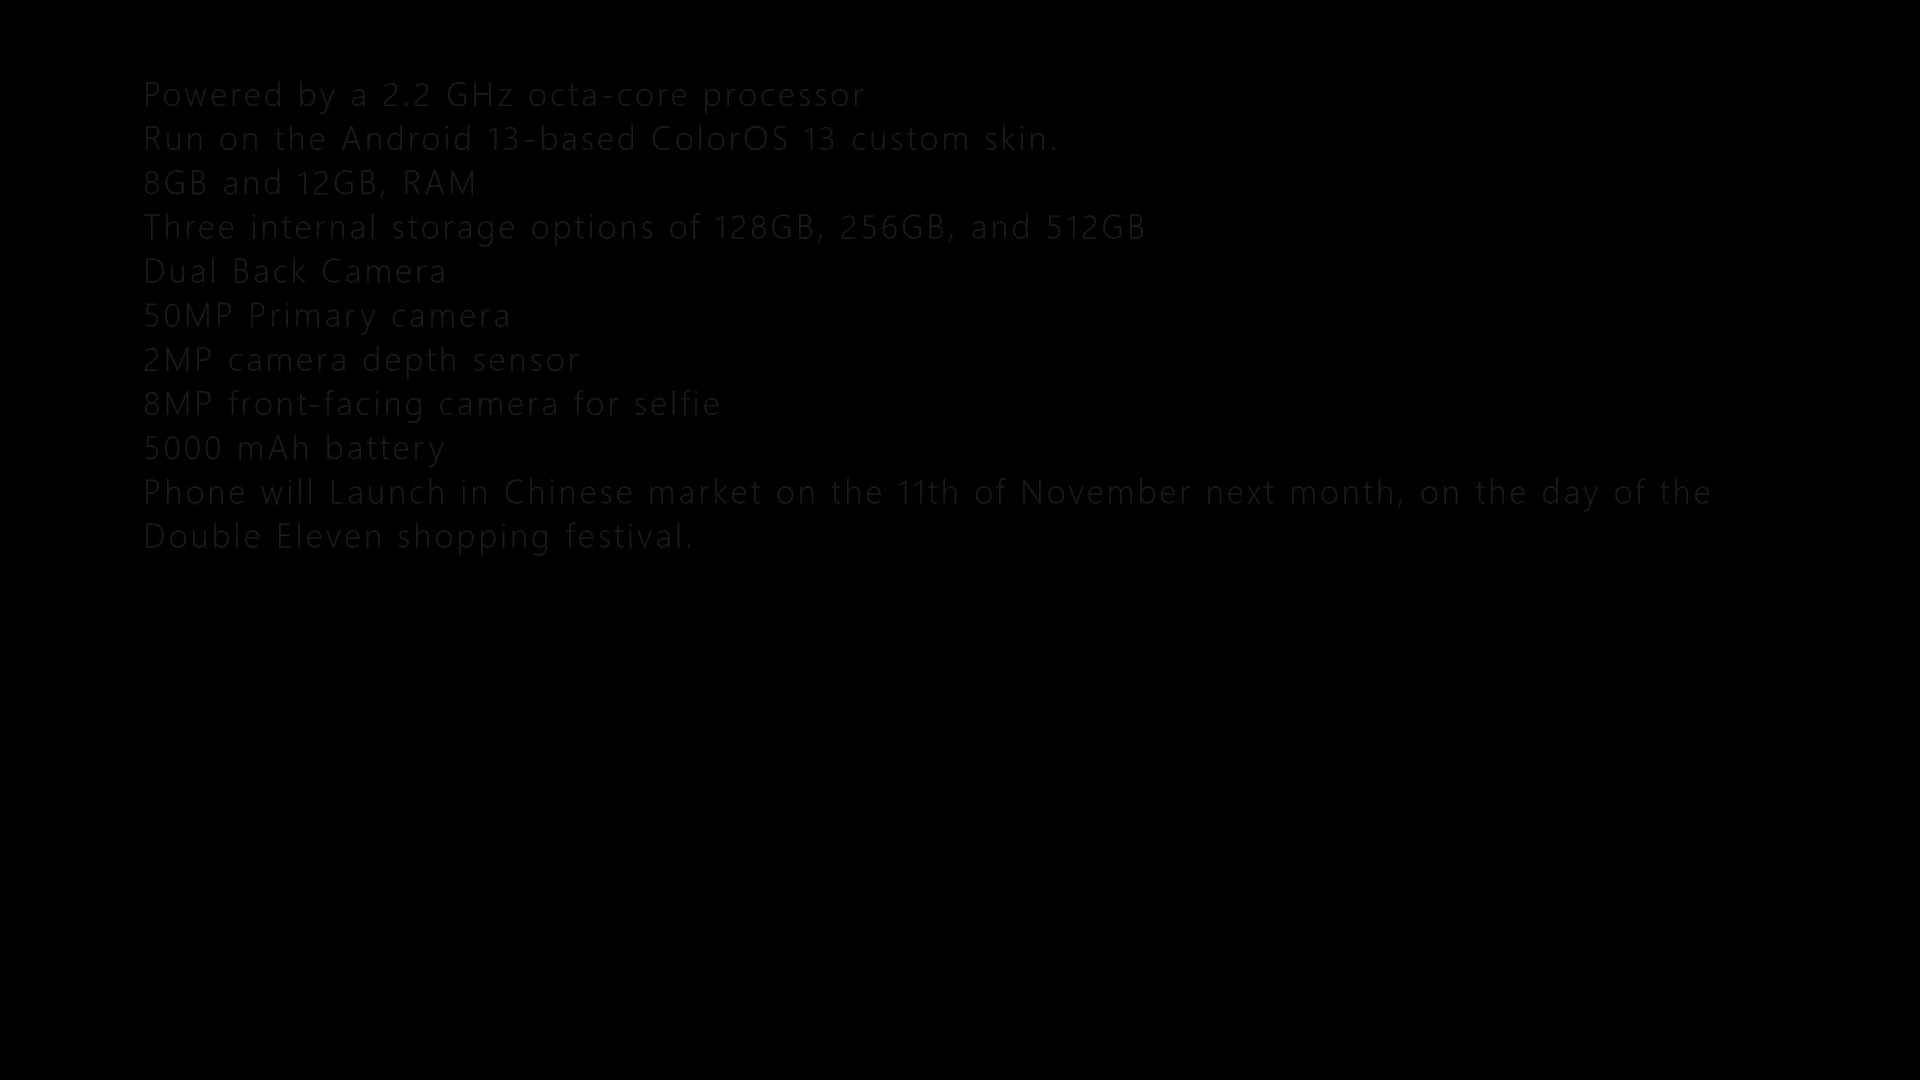 Powered by a 2.2 GHz octa-core processor
Run on the Android 13-based ColorOS 13 custom skin.
8GB and 12GB, RAM
Three internal storage options of 128GB, 256GB, and 512GB
Dual Back Camera
50MP Primary camera
2MP camera depth sensor
8MP front-facing camera for selfie
5000 mAh battery
Phone will Launch in Chinese market on the 11th of November next month, on the day of the
Double Eleven shopping festival.